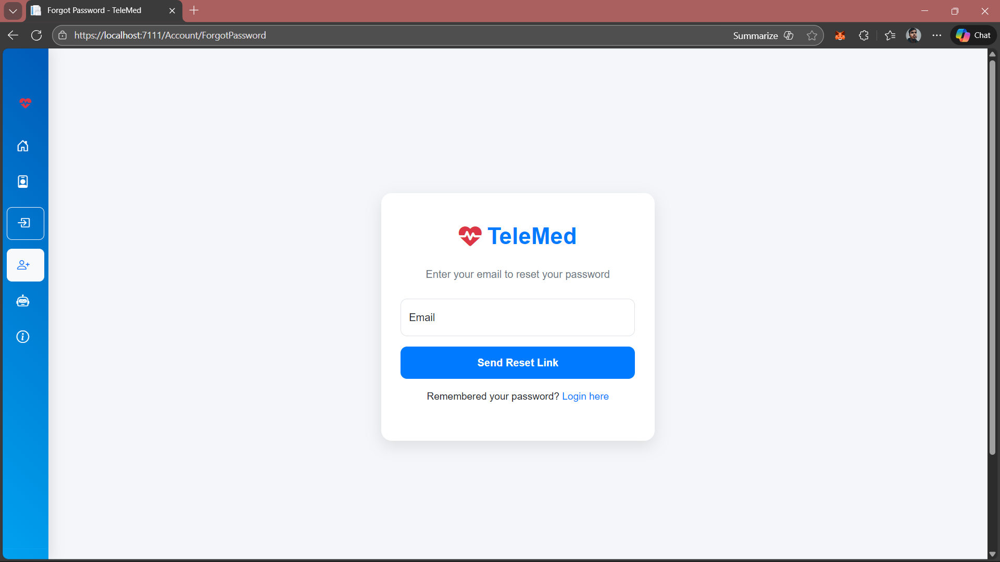 Forgot Password - TeleMed
https://localhost:7111/Account/ForgotPassword
Summarize
Chat
TeleMed
Enter your email to reset your password
Email
Send Reset Link
Remembered your password? Login here